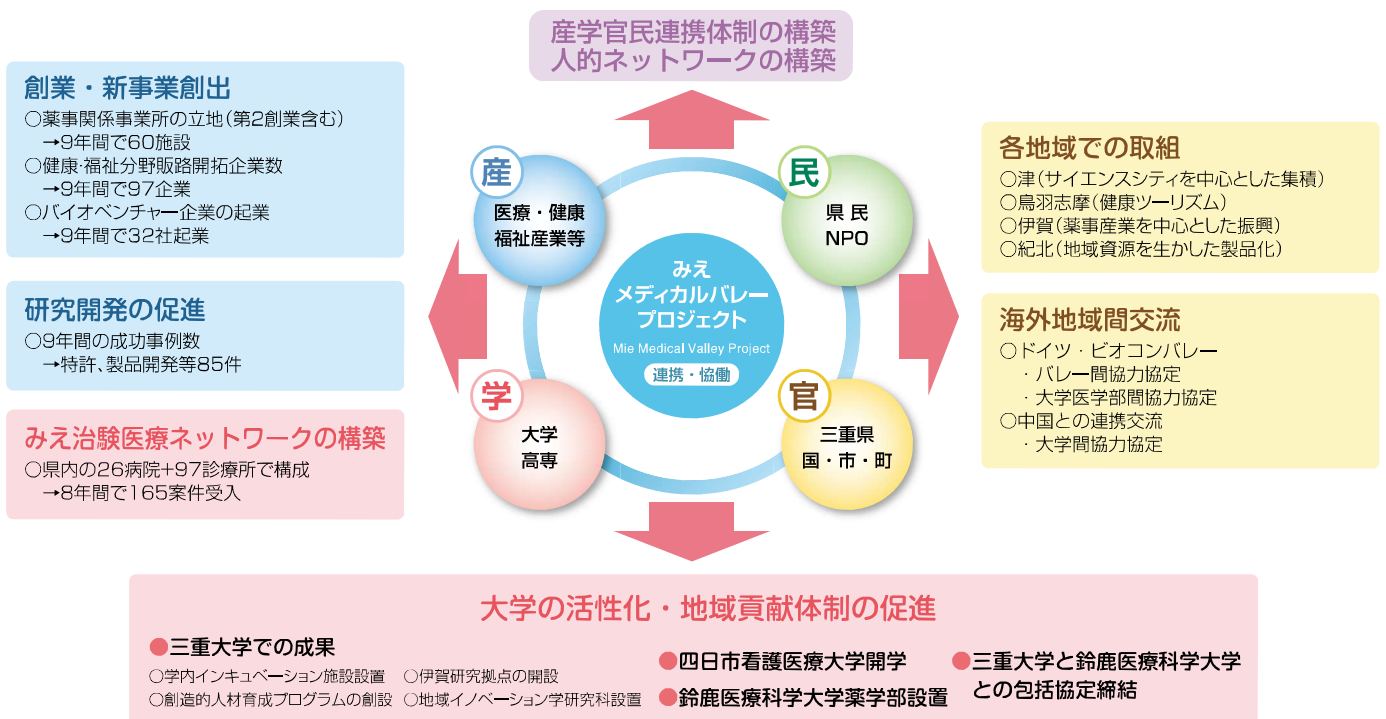 産学官民連携体制の構築
人的ネットワークの構築
創業・新事業創出
○薬事関係事業所の立地(第2創業含む)
→9年間で60施設
○健康・福祉分野販路開拓企業数
→9年間で97企業
○バイオベンチャー企業の起業
→9年間で32社起業
研究開発の促進
○9年間の成功事例数
→特許、製品開発等85件
みえ治験医療ネットワークの構築
○県内の26病院+97診療所で構成
→8年間で165案件受入
産
医療・健康
福祉産業等
民
県民
NPO
みえ
メディカルバレー
プロジェクト
Mie Medical Valley Project
連携・協働
学
大学
高専
官
三重県
国・市・町
各地域での取組
○津(サイエンスシティを中心とした集積)
○鳥羽志摩(健康ツーリズム)
○伊賀(薬事産業を中心とした振興)
○紀北(地域資源を生かした製品化)
海外地域間交流
○ドイツ・ビオコンバレー
・バレー間協力協定
・大学医学部間協力協定
○中国との連携交流
・大学間協力協定
大学の活性化・地域貢献体制の促進
●三重大学での成果
○学内インキュベーション施設設置 ○伊賀研究拠点の開設
○創造的人材育成プログラムの創設 ○地域イノベーション学研究科設置
●四日市看護医療大学開学
●鈴鹿医療科学大学薬学部設置
●三重大学と鈴鹿医療科学大学
との包括協定締結